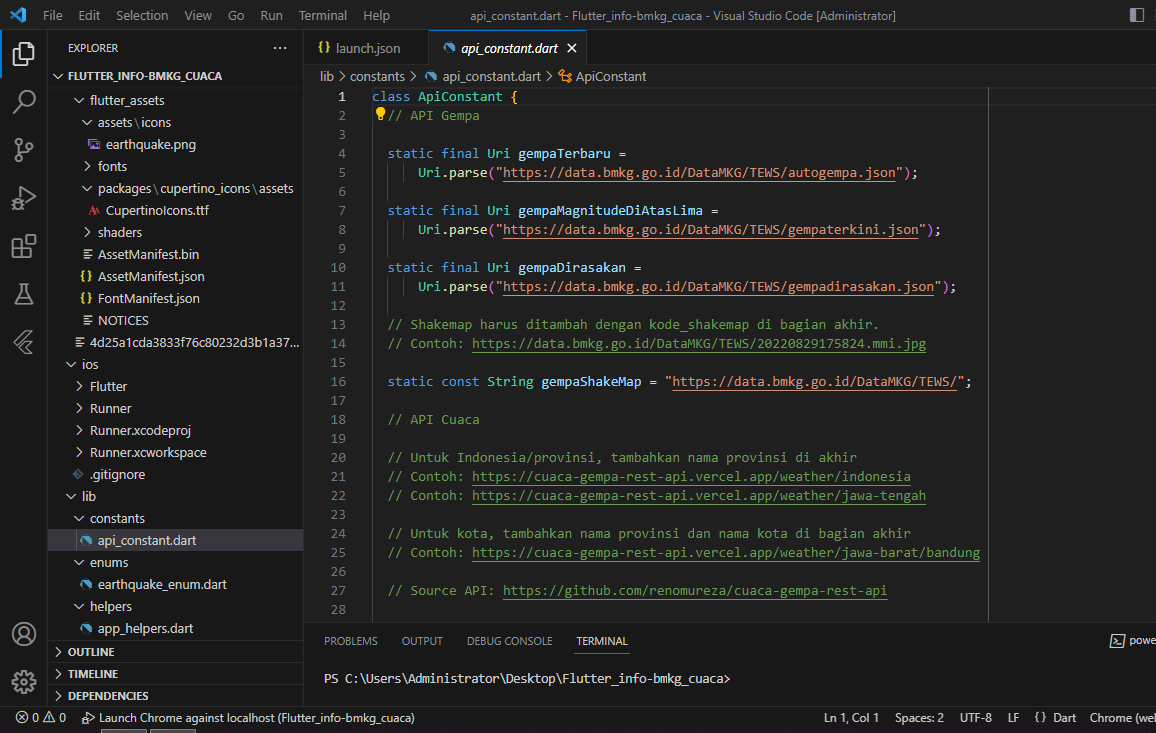 File Edit Selection View Go Run Terminal Help api_constant.dart - Flutter_info-bmkg_cuaca - Visual Studio Code [Administrator]
EXPLORER ···
FLUTTER_INFO-BMKG_CUACA
flutter_assets
assets\icons
earthquake.png
fonts
packages\cupertino_icons\assets
CupertinoIcons.ttf
shaders
AssetManifest.bin
{} AssetManifest.json
{} FontManifest.json
NOTICES
4d25a1cda3833f76c80232d3b1a37...
ios
Flutter
Runner
Runner.xcodeproj
Runner.xcworkspace
.gitignore
lib
constants
api_constant.dart
enums
earthquake_enum.dart
helpers
app_helpers.dart
OUTLINE
TIMELINE
DEPENDENCIES
{} launch.json api_constant.dart
lib > constants > api_constant.dart > ApiConstant
1 class ApiConstant {
2 // API Gempa
3
4 static final Uri gempaTerbaru =
5 Uri.parse("https://data.bmkg.go.id/DataMKG/TEWS/autogempa.json");
6
7 static final Uri gempaMagnitudeDiAtasLima =
8 Uri.parse("https://data.bmkg.go.id/DataMKG/TEWS/gempaterkini.json");
9
10 static final Uri gempaDirasakan =
11 Uri.parse("https://data.bmkg.go.id/DataMKG/TEWS/gempadirasakan.json");
12
13 // Shakemap harus ditambah dengan kode_shakemap di bagian akhir.
14 // Contoh: https://data.bmkg.go.id/DataMKG/TEWS/20220829175824.mmi.jpg
15
16 static const String gempaShakeMap = "https://data.bmkg.go.id/DataMKG/TEWS/";
17
18 // API Cuaca
19
20 // Untuk Indonesia/provinsi, tambahkan nama provinsi di akhir
21 // Contoh: https://cuaca-gempa-rest-api.vercel.app/weather/indonesia
22 // Contoh: https://cuaca-gempa-rest-api.vercel.app/weather/jawa-tengah
23
24 // Untuk kota, tambahkan nama provinsi dan nama kota di bagian akhir
25 // Contoh: https://cuaca-gempa-rest-api.vercel.app/weather/jawa-barat/bandung
26
27 // Source API: https://github.com/renomureza/cuaca-gempa-rest-api
28
PROBLEMS OUTPUT DEBUG CONSOLE TERMINAL powe
PS C:\Users\Administrator\Desktop\Flutter_info-bmkg_cuaca>
0 0 Launch Chrome against localhost (Flutter_info-bmkg_cuaca) Ln 1, Col 1 Spaces: 2 UTF-8 LF {} Dart Chrome (wel